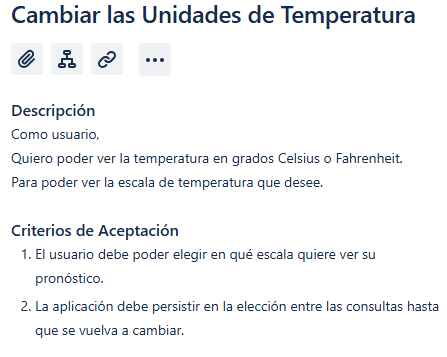 Cambiar las Unidades de Temperatura
Descripción
Como usuario,
Quiero poder ver la temperatura en grados Celsius o Fahrenheit.
Para poder ver la escala de temperatura que desee.
Criterios de Aceptación
1. El usuario debe poder elegir en qué escala quiere ver su
pronóstico.
2. La aplicación debe persistir en la elección entre las consultas hasta
que se vuelva a cambiar.